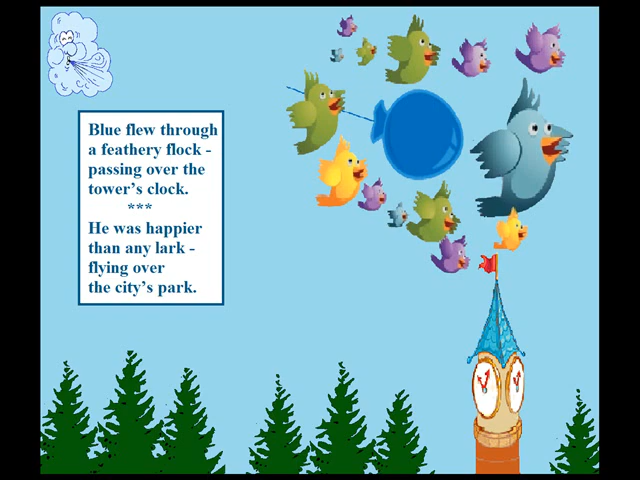 Blue flew through
a feathery flock -
passing over the
tower's clock.
***
He was happier
than any lark -
flying over
the city's park.